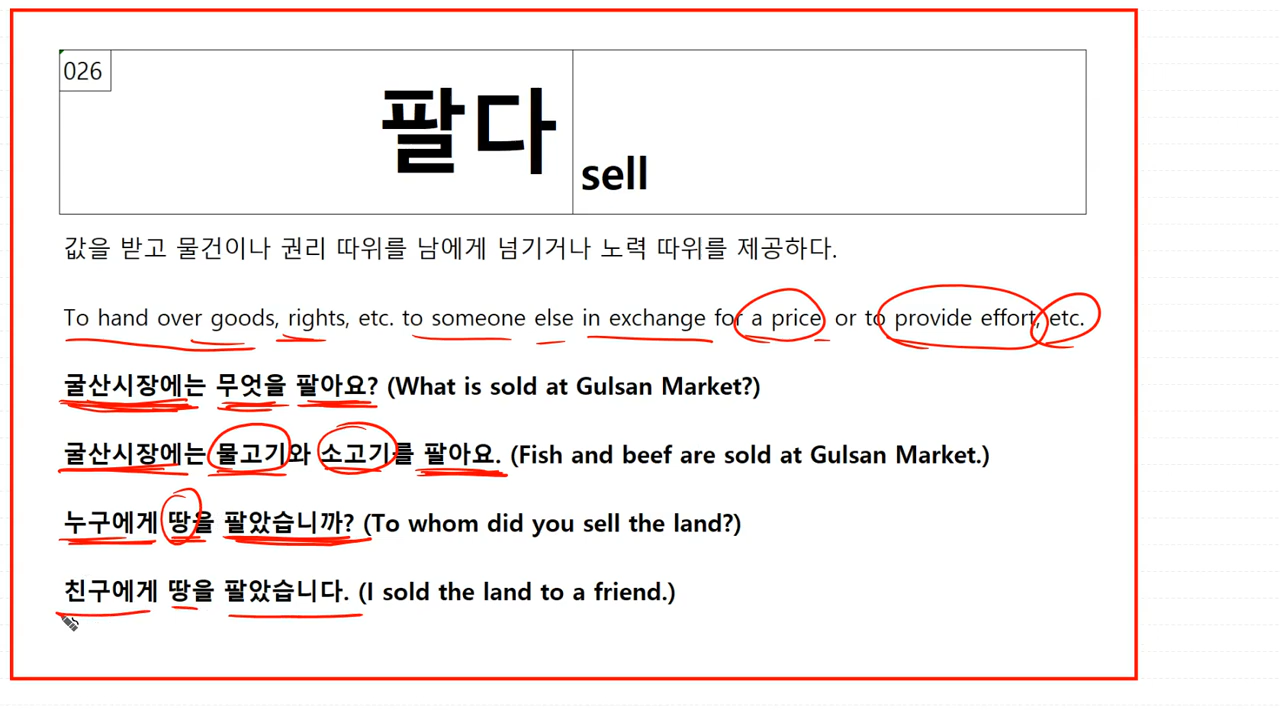 026
팔다
sell
값을 받고 물건이나 권리 따위를 남에게 넘기거나 노력 따위를 제공하다.
To hand over goods, rights, etc. to someone else in exchange for a price or to provide effort, etc.
굴산시장에는 무엇을 팔아요? (What is sold at Gulsan Market?)
굴산시장에는 물고기와 소고기를 팔아요. (Fish and beef are sold at Gulsan Market.)
누구에게 땅을 팔았습니까? (To whom did you sell the land?)
친구에게 땅을 팔았습니다. (I sold the land to a friend.)